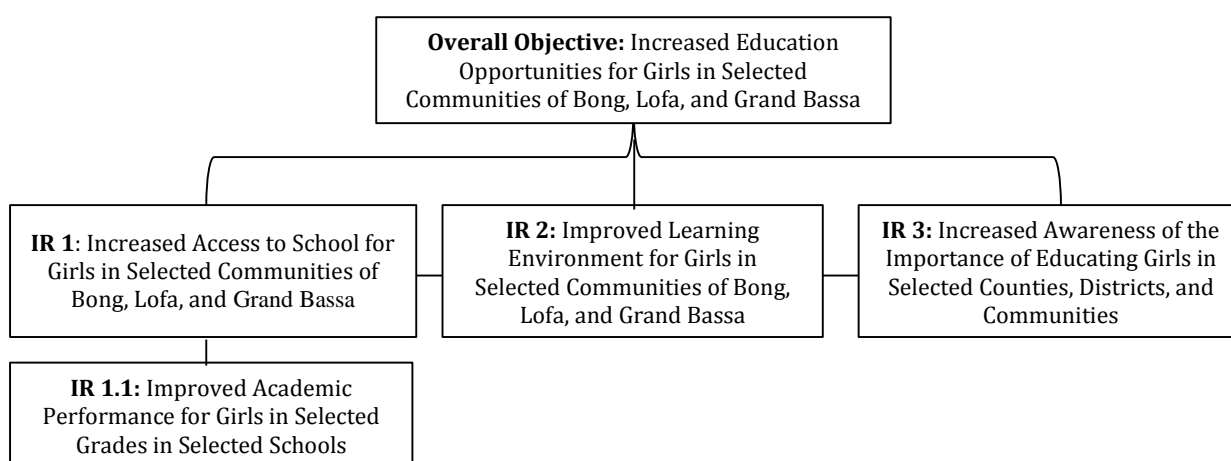 Overall Objective: Increased Education
Opportunities for Girls in Selected
Communities of Bong, Lofa, and Grand Bassa
IR 1: Increased Access to School for
Girls in Selected Communities of
Bong, Lofa, and Grand Bassa
IR 2: Improved Learning
Environment for Girls in
Selected Communities of Bong,
Lofa, and Grand Bassa
IR 3: Increased Awareness of the
Importance of Educating Girls in
Selected Counties, Districts, and
Communities
IR 1.1: Improved Academic
Performance for Girls in Selected
Grades in Selected Schools